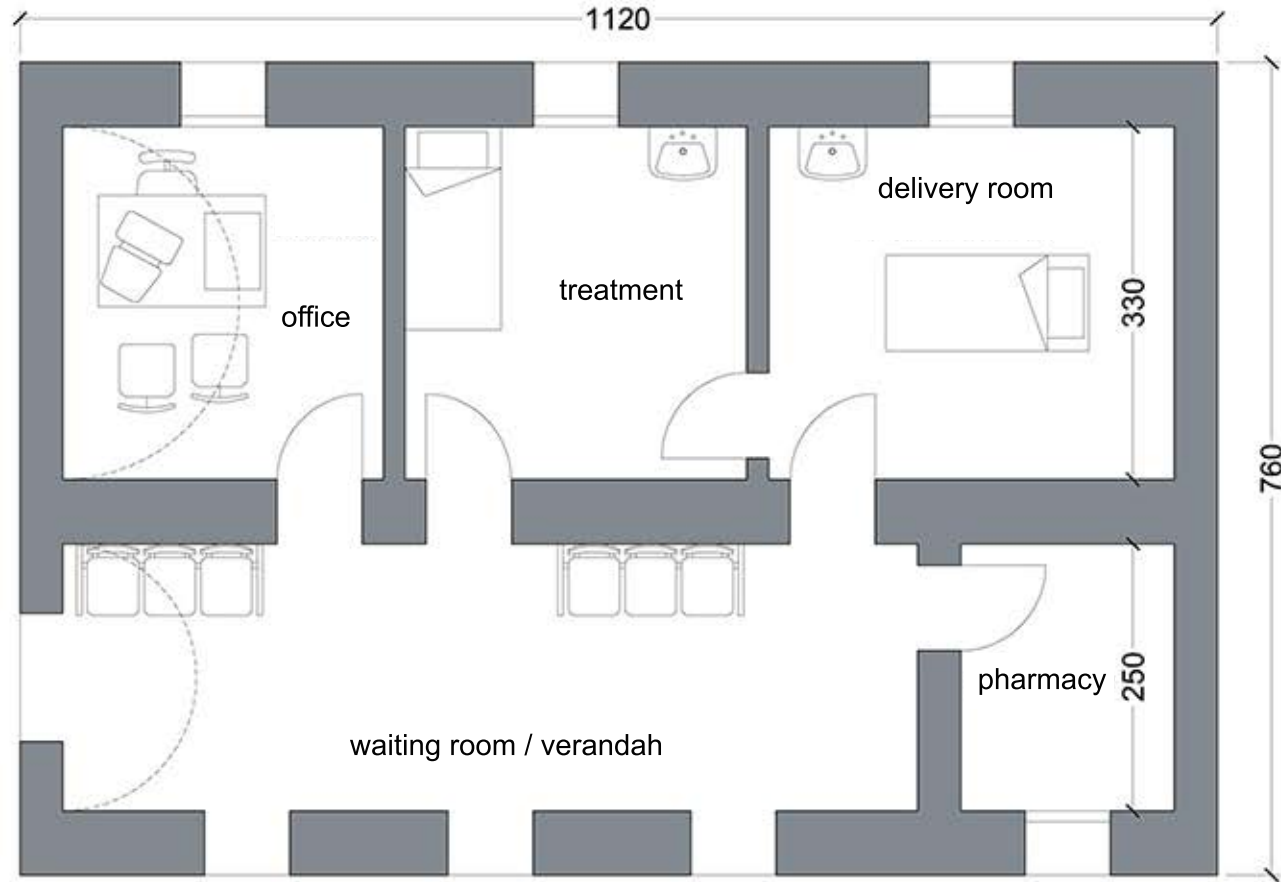 1120
delivery room
treatment
330
office
760
pharmacy
250
waiting room / verandah